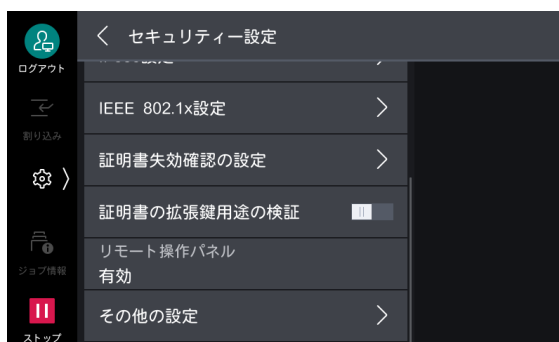 セキュリティー設定
ログアウト
IEEE 802.1x設定
割り込み
証明書失効確認の設定
証明書の拡張鍵用途の検証
リモート操作パネル
有効
ジョブ情報
その他の設定
ストップ